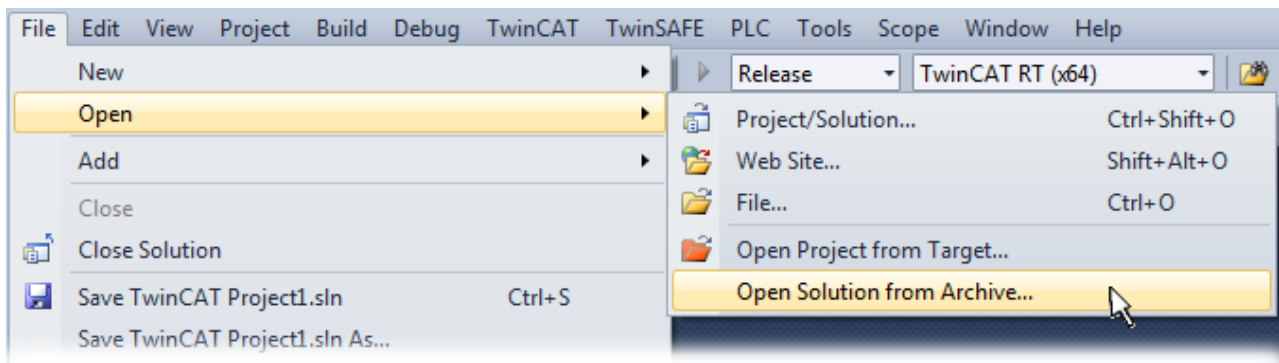 File Edit View Project Build Debug TwinCAT TwinSAFE PLC Tools Scope Window Help
New
Release TwinCAT RT (x64)
Open
Project/Solution... Ctrl+Shift+O
Add
Web Site... Shift+Alt+O
Close
File... Ctrl+O
Close Solution
Open Project from Target...
Save TwinCAT Project1.sln Ctrl+S
Open Solution from Archive...
Save TwinCAT Project1.sln As...